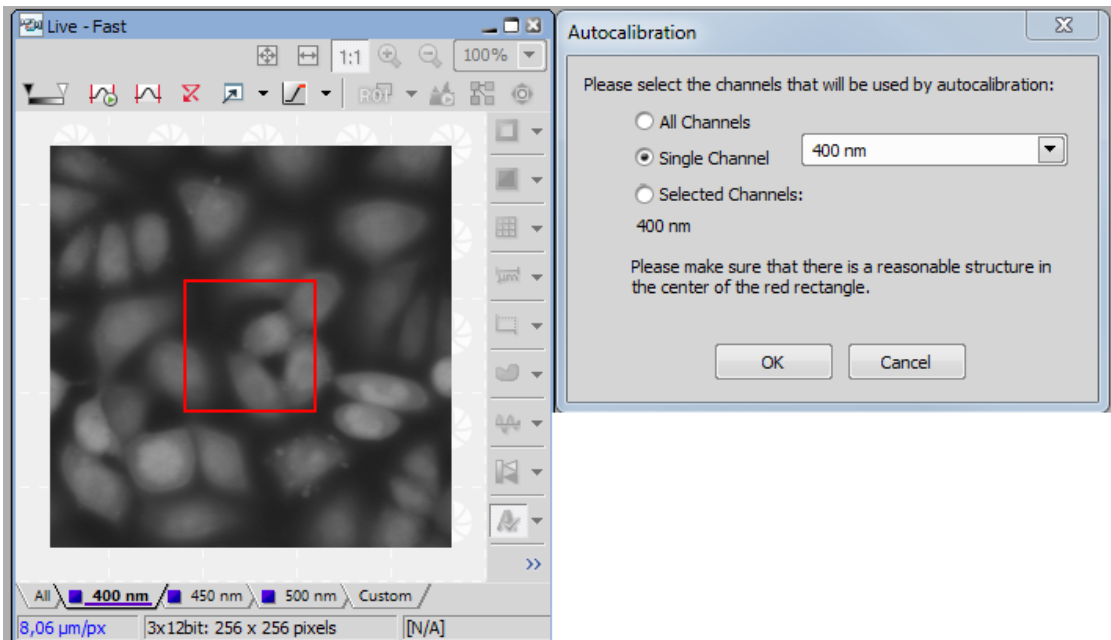 Live - Fast
1:1
100%
ROI
µm
All
400 nm
450 nm
500 nm
Custom
8,06 µm/px
3x12bit: 256 x 256 pixels
[N/A]
Autocalibration
Please select the channels that will be used by autocalibration:
All Channels
Single Channel
400 nm
Selected Channels:
400 nm
Please make sure that there is a reasonable structure in
the center of the red rectangle.
OK
Cancel